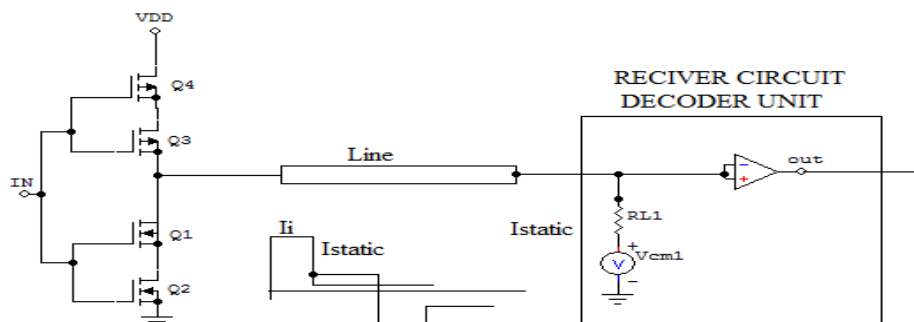 VDD
Q4
RECIVER CIRCUIT
DECODER UNIT
Q3
Line
out
IN
RL1
Q1
Ii
Istatic
Istatic
+
Vcm1
V
-
Q2